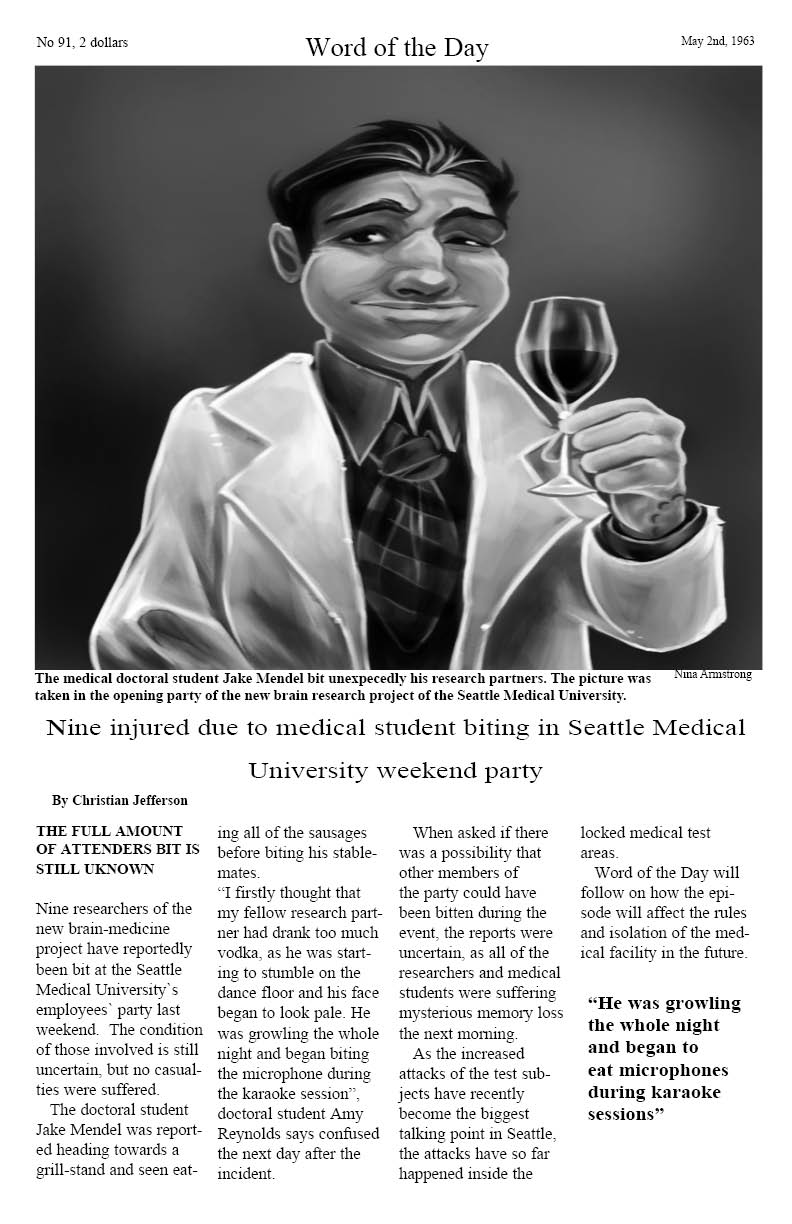 No 91, 2 dollars
Word of the Day
May 2nd, 1963
The medical doctoral student Jake Mendel bit unexpecedly his research partners. The picture was
taken in the opening party of the new brain research project of the Seattle Medical University.
Nina Armstrong
Nine injured due to medical student biting in Seattle Medical
University weekend party
By Christian Jefferson
THE FULL AMOUNT
OF ATTENDERS BIT IS
STILL UKNOWN
Nine researchers of the
new brain-medicine
project have reportedly
been bit at the Seattle
Medical University`s
employees` party last
weekend.  The condition
of those involved is still
uncertain, but no casual-
ties were suffered.
The doctoral student
Jake Mendel was report-
ed heading towards a
grill-stand and seen eat-
ing all of the sausages
before biting his stable-
mates.
“I firstly thought that
my fellow research part-
ner had drank too much
vodka, as he was start-
ing to stumble on the
dance floor and his face
began to look pale. He
was growling the whole
night and began biting
the microphone during
the karaoke session”,
doctoral student Amy
Reynolds says confused
the next day after the
incident.
When asked if there
was a possibility that
other members of
the party could have
been bitten during the
event, the reports were
uncertain, as all of the
researchers and medical
students were suffering
mysterious memory loss
the next morning.
As the increased
attacks of the test sub-
jects have recently
become the biggest
talking point in Seattle,
the attacks have so far
happened inside the
locked medical test
areas.
Word of the Day will
follow on how the epi-
sode will affect the rules
and isolation of the med-
ical facility in the future.
“He was growling
the whole night
and began to
eat microphones
during karaoke
sessions”